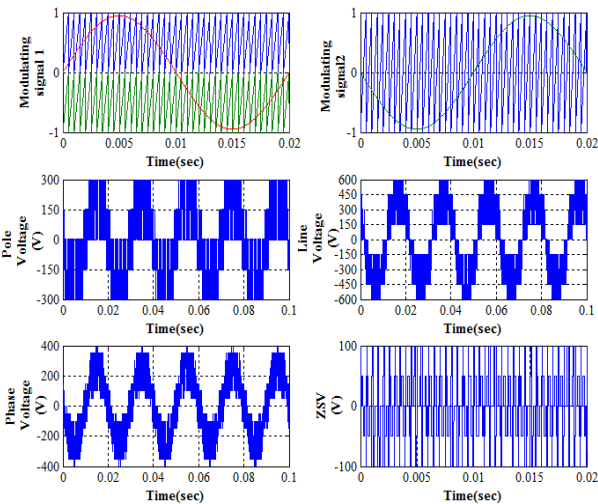 Modulating
signal 1
1
0
-1
0
0.005
0.01
0.015
0.02
Time(sec)
Modulating
signal2
1
0
-1
0
0.005
0.01
0.015
0.02
Time(sec)
Pole
Voltage
(V)
300
150
0
-150
-300
0
0.02
0.04
0.06
0.08
0.1
Time(sec)
Line
Voltage
(V)
600
450
300
150
0
-150
-300
-450
-600
0
0.02
0.04
0.06
0.08
0.1
Time(sec)
Phase
Voltage
(V)
400
200
0
-200
-400
0
0.02
0.04
0.06
0.08
0.1
Time(sec)
ZSV
(V)
100
0
-100
0
0.005
0.01
0.015
0.02
Time(sec)